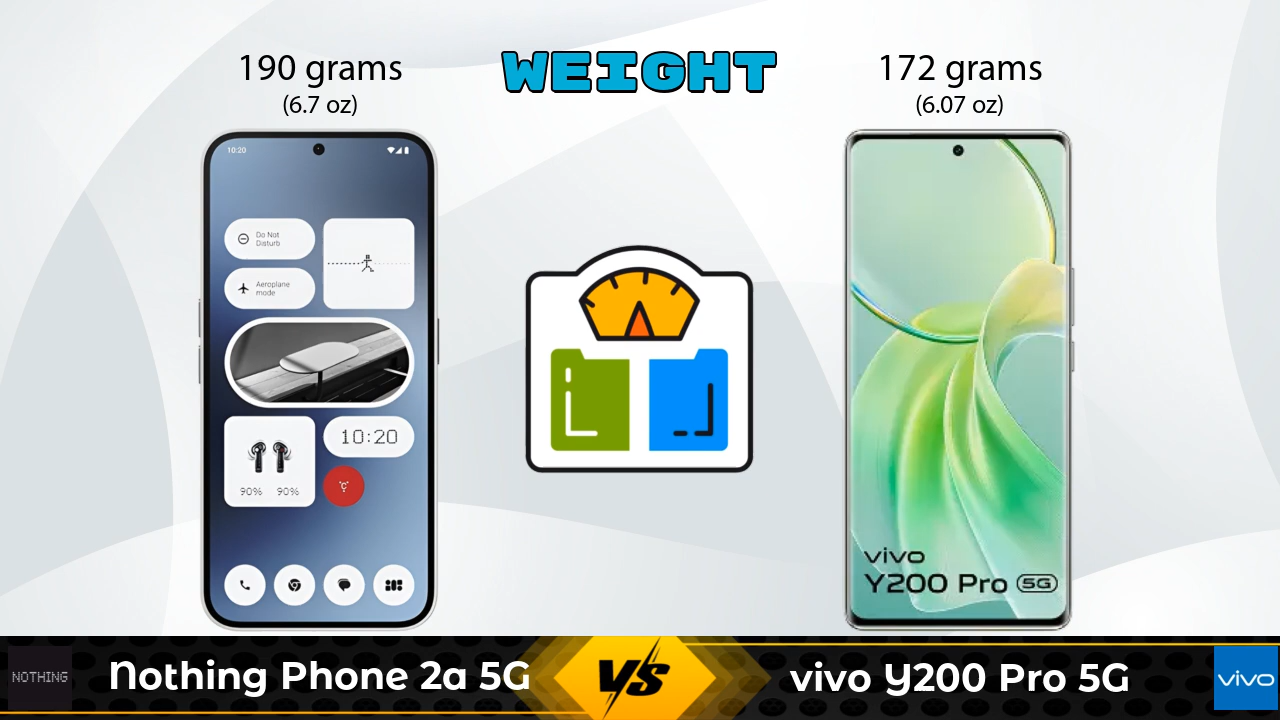 WEIGHT
190 grams
(6.7 oz)
172 grams
(6.07 oz)
10:20
Do Not
Disturb
Aeroplane
mode
10:20
90% 90%
vivo
Y200 Pro 5G
NOTHING
Nothing Phone 2a 5G
VS
vivo Y200 Pro 5G
vivo